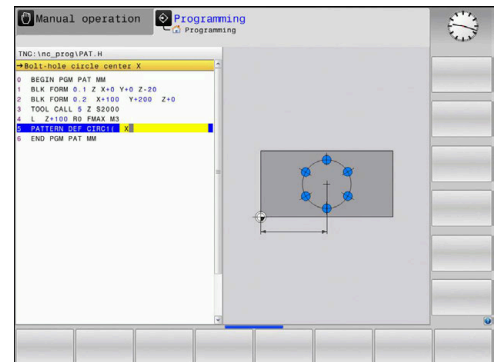 Manual operation
Programming
Programming
TNC:\nc_prog\PAT.H
→Bolt-hole circle center X
0 BEGIN PGM PAT MM
1 BLK FORM 0.1 Z X+0 Y+0 Z-20
2 BLK FORM 0.2 X+100 Y+200 Z+0
3 TOOL CALL 5 Z S2000
4 L Z+100 R0 FMAX M3
5 PATTERN DEF CIRC1( X
6 END PGM PAT MM